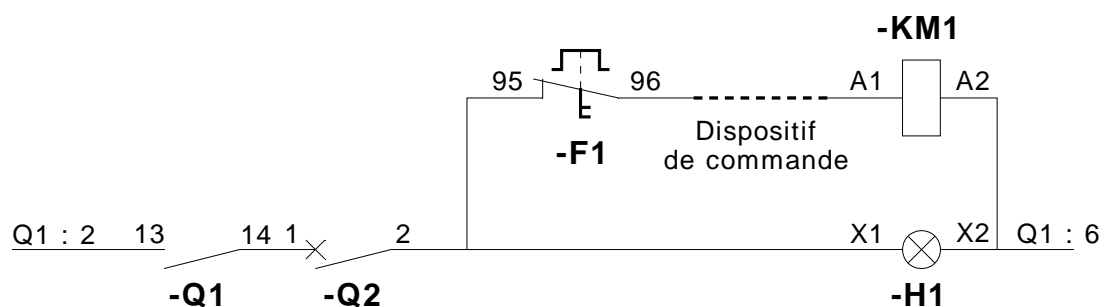 -KM1
95 96 A1 A2
Dispositif
de commande
-F1
Q1 : 2 13 14 1 2 X1 X2 Q1 : 6
-Q1 -Q2 -H1